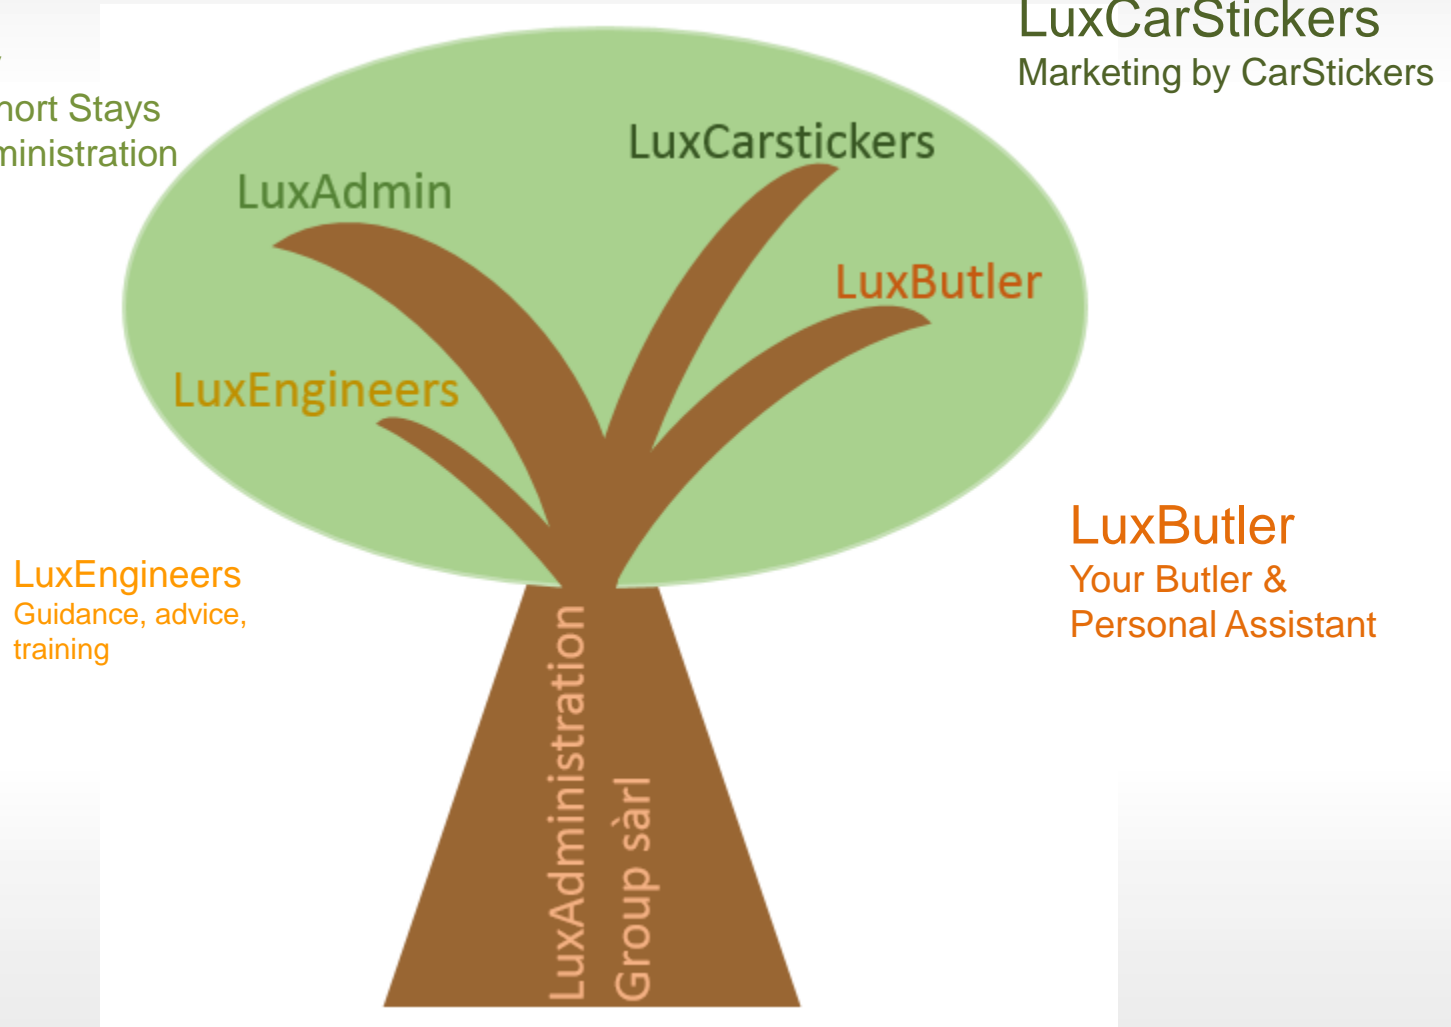 LuxCarStickers
Marketing by CarStickers
Stays
LuxCarstickers
LuxAdmin
LuxButler
LuxEngineers
LuxButler
Your Butler &
Personal Assistant
LuxEngineers
Guidance, advice,
training
LuxAdministration
Group sàrl